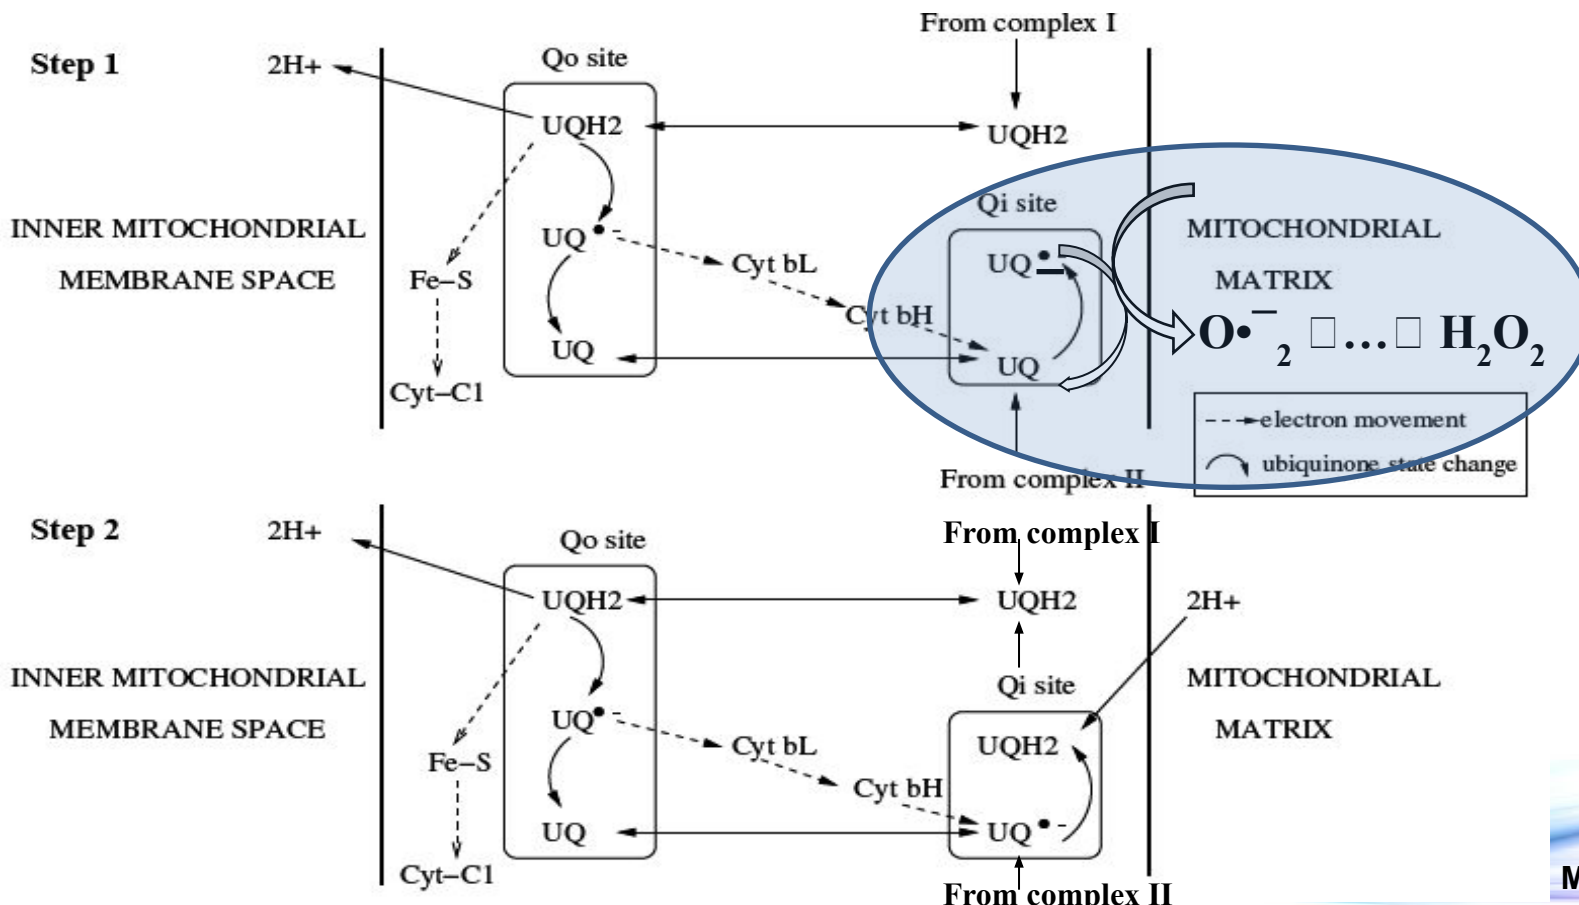 From complex I
Step 1
2H+
Qo site
UQH2
UQH2
Qi site
INNER MITOCHONDRIAL
MEMBRANE SPACE
UQ•-
Cyt bL
UQ•−
MITOCHONDRIAL
MATRIX
Fe–S
Cyt bH
O•⁻₂ □…□ H₂O₂
UQ
UQ
Cyt–C1
electron movement
ubiquinone state change
From complex II
Step 2
2H+
Qo site
From complex I
UQH2
UQH2
2H+
INNER MITOCHONDRIAL
MEMBRANE SPACE
Qi site
MITOCHONDRIAL
MATRIX
UQ•-
Cyt bL
UQH2
Fe–S
Cyt bH
UQ
UQ•-
Cyt–C1
From complex II
M